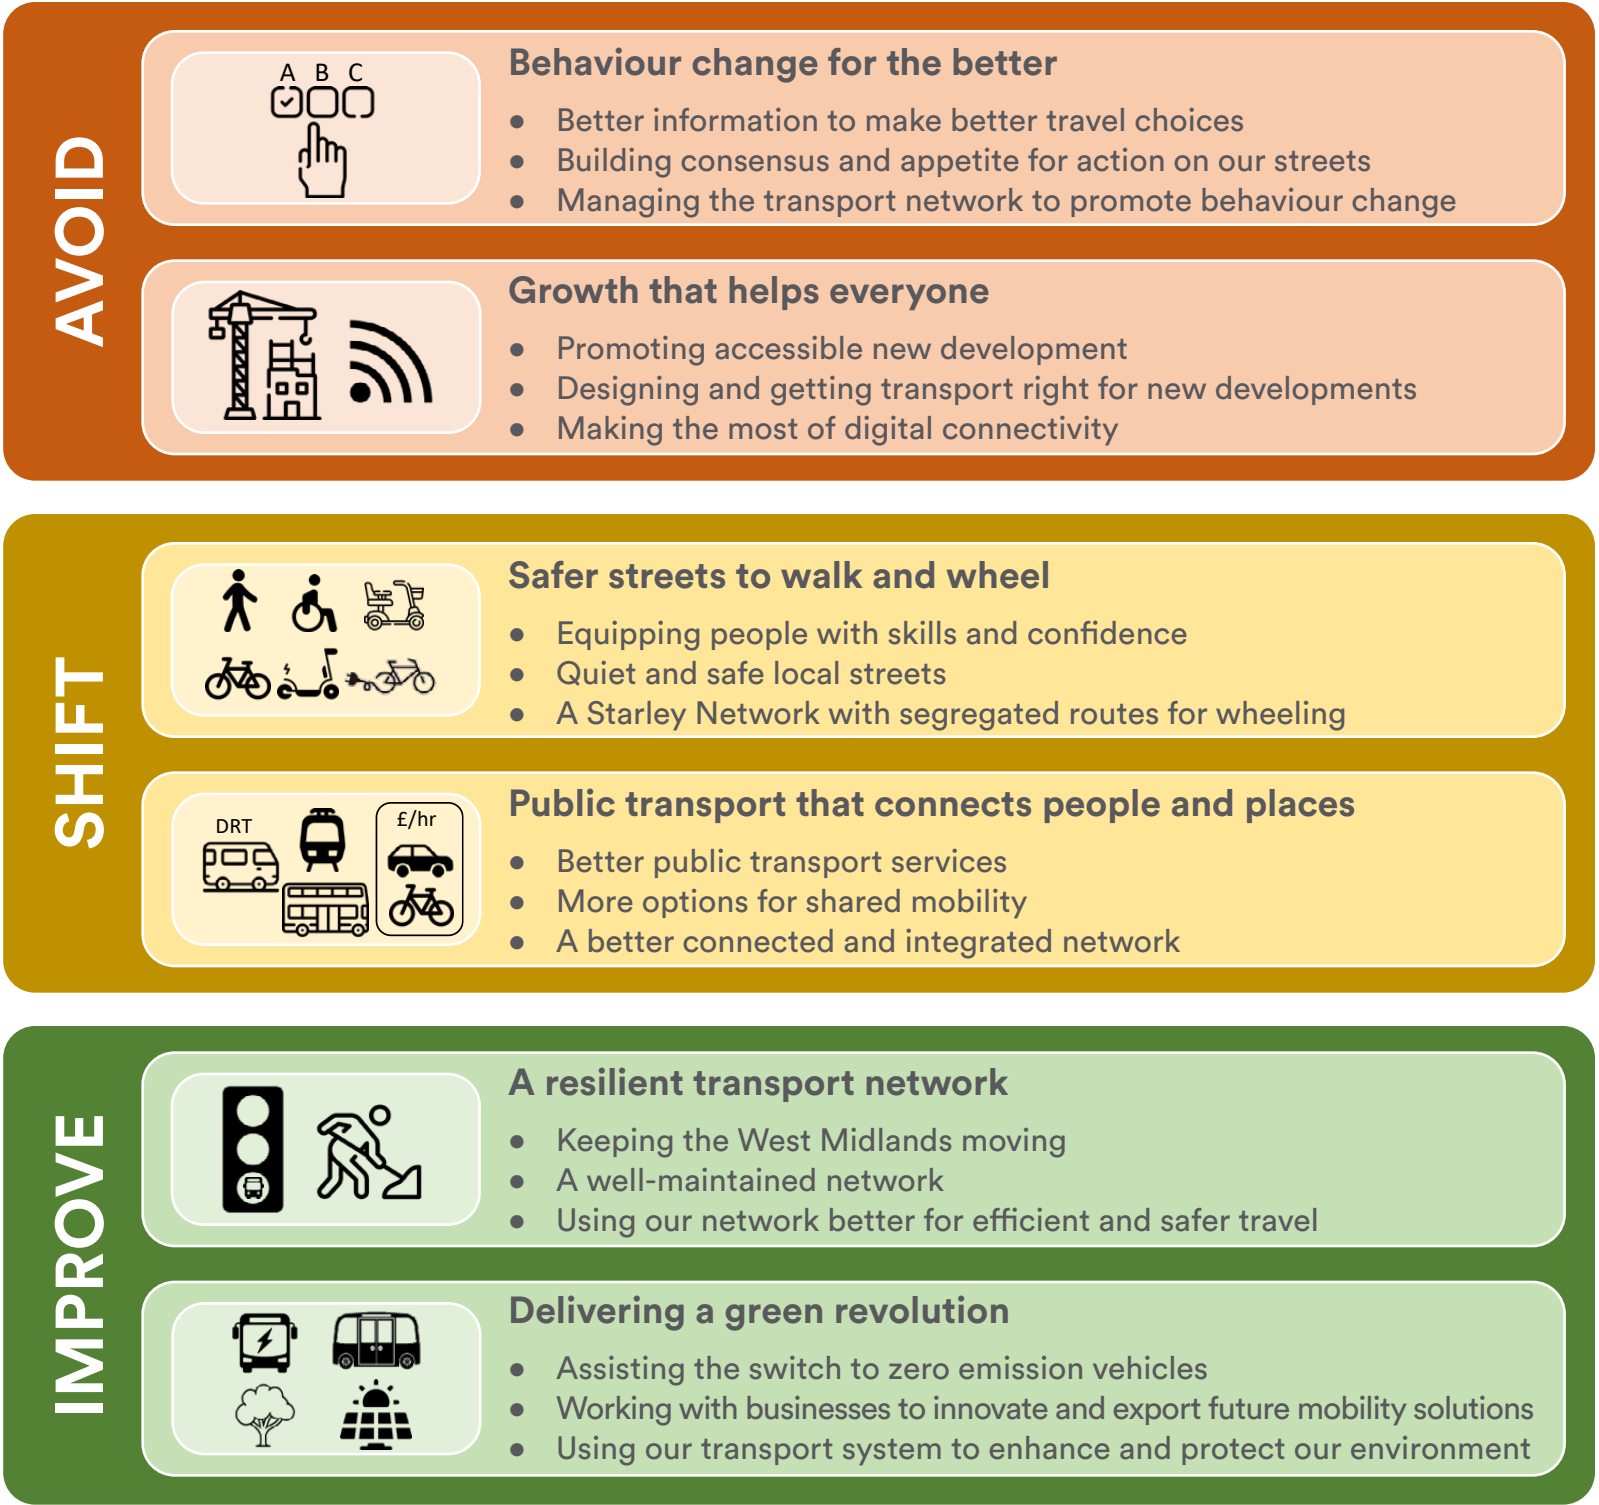 AVOID
A B C
Behaviour change for the better
• Better information to make better travel choices
• Building consensus and appetite for action on our streets
• Managing the transport network to promote behaviour change
Growth that helps everyone
• Promoting accessible new development
• Designing and getting transport right for new developments
• Making the most of digital connectivity
SHIFT
Safer streets to walk and wheel
• Equipping people with skills and confidence
• Quiet and safe local streets
• A Starley Network with segregated routes for wheeling
DRT
£/hr
Public transport that connects people and places
• Better public transport services
• More options for shared mobility
• A better connected and integrated network
IMPROVE
A resilient transport network
• Keeping the West Midlands moving
• A well-maintained network
• Using our network better for efficient and safer travel
Delivering a green revolution
• Assisting the switch to zero emission vehicles
• Working with businesses to innovate and export future mobility solutions
• Using our transport system to enhance and protect our environment